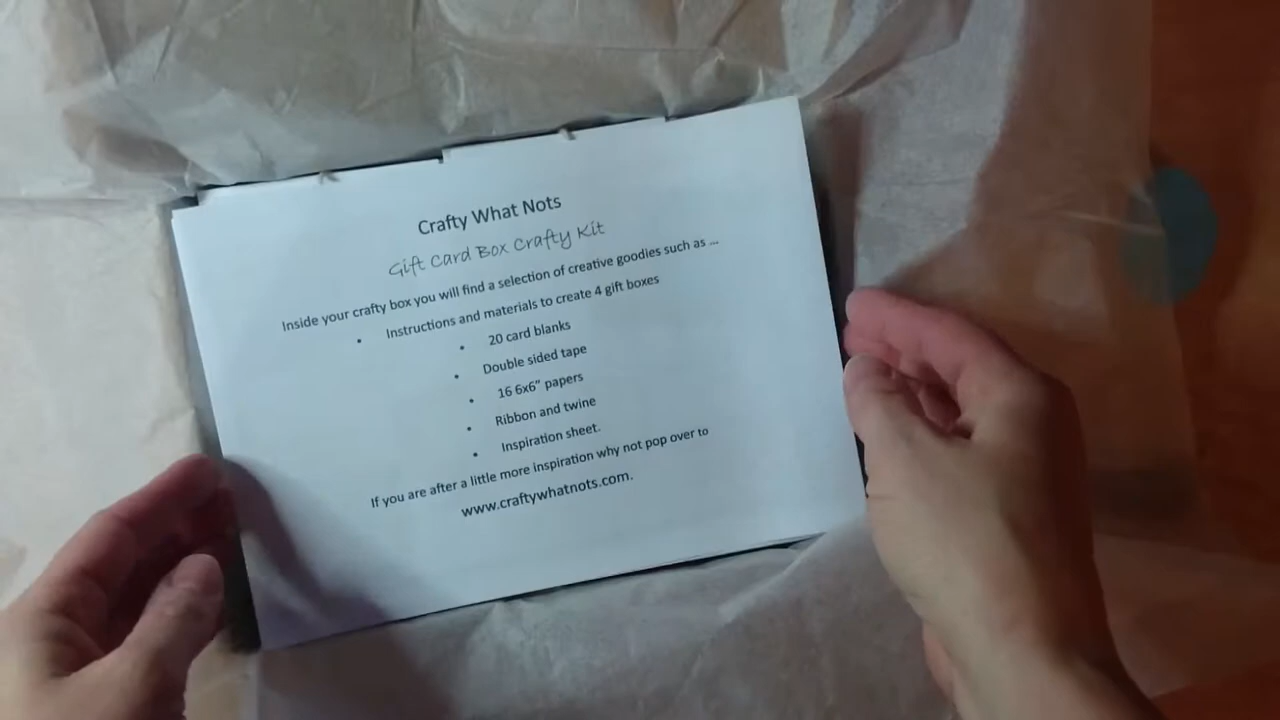 Crafty What Nots
Gift Card Box Crafty Kit
Inside your crafty box you will find a selection of creative goodies such as ...
• Instructions and materials to create 4 gift boxes
• 20 card blanks
• Double sided tape
• 16 6x6" papers
• Ribbon and twine
• Inspiration sheet.
If you are after a little more inspiration why not pop over to
www.craftywhatnots.com.